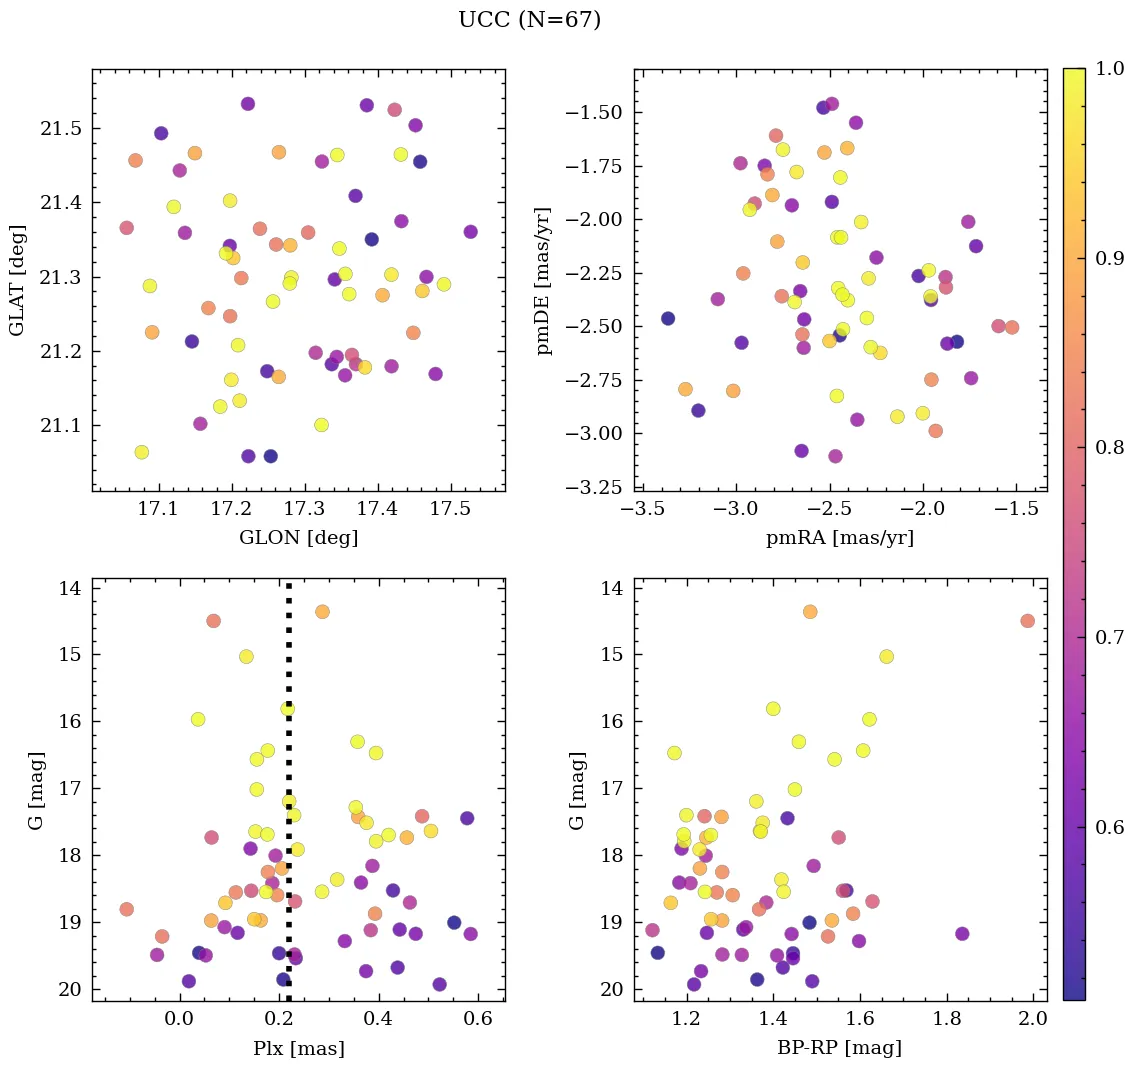 UCC (N=67)
21.5
21.4
21.3
21.2
21.1
GLAT [deg]
17.1 17.2 17.3 17.4 17.5
GLON [deg]
−1.50
−1.75
−2.00
−2.25
−2.50
−2.75
−3.00
−3.25
pmDE [mas/yr]
−3.5 −3.0 −2.5 −2.0 −1.5
pmRA [mas/yr]
14
15
16
17
18
19
20
G [mag]
0.0 0.2 0.4 0.6
Plx [mas]
14
15
16
17
18
19
20
G [mag]
1.2 1.4 1.6 1.8 2.0
BP-RP [mag]
1.0
0.9
0.8
0.7
0.6